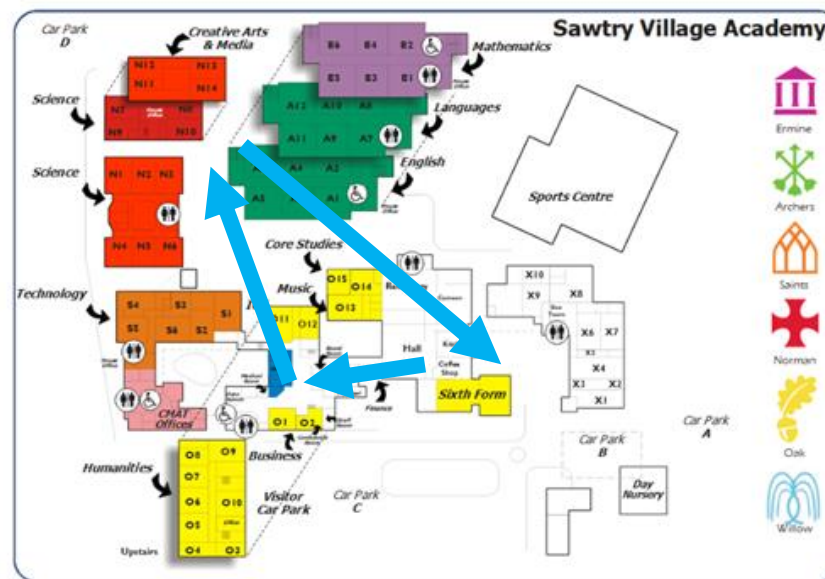 Sawtry Village Academy
Car Park
D
Creative Arts
& Media
N12
N13
N11
N14
Science
N7
N8
N9
N10
Science
N1 N2 N3
N4 N5 N6
Mathematics
B6 B4 B2
B5 B3 B1
Languages
A12 A10 A8
A11 A9 A7
English
A4
A1
Sports Centre
Ermine
Archers
Saints
Norman
Oak
Willow
Core Studies
O15
O14
O13
Music
Technology
S4
S3
S1
S5
S6
S2
O11
O12
Hall
Coffee
Shop
Sixth Form
Finance
X10
X9
X8
X6
X7
X4
X3
X2
X1
CMAT
Offices
O1
O2
Business
Humanities
O8
O9
O7
O6
O10
O5
O4
O3
Office
Upstairs
Visitor
Car Park
Car Park
C
Car Park
B
Car Park
A
Day
Nursery